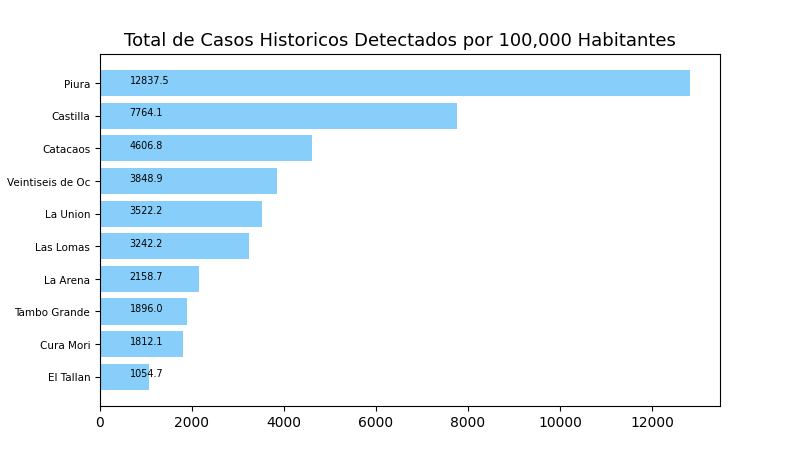 Total de Casos Historicos Detectados por 100,000 Habitantes
Piura 12837.5
Castilla 7764.1
Catacaos 4606.8
Veintiseis de Oc 3848.9
La Union 3522.2
Las Lomas 3242.2
La Arena 2158.7
Tambo Grande 1896.0
Cura Mori 1812.1
El Tallan 1054.7
0 2000 4000 6000 8000 10000 12000